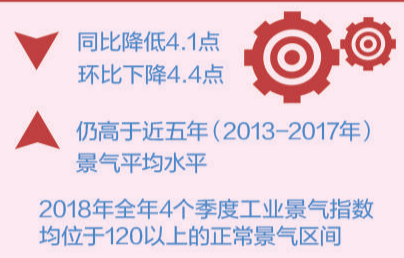 同比降低4.1点
环比下降4.4点
仍高于近五年(2013-2017年)
景气平均水平
2018年全年4个季度工业景气指数
均位于120以上的正常景气区间